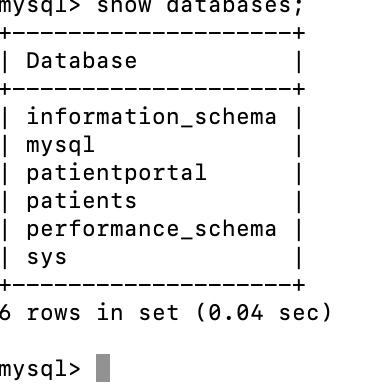 mysql> show databases;
+--------------------+
| Database           |
+--------------------+
| information_schema |
| mysql              |
| patientportal      |
| patients           |
| performance_schema |
| sys                |
+--------------------+
6 rows in set (0.04 sec)
mysql>